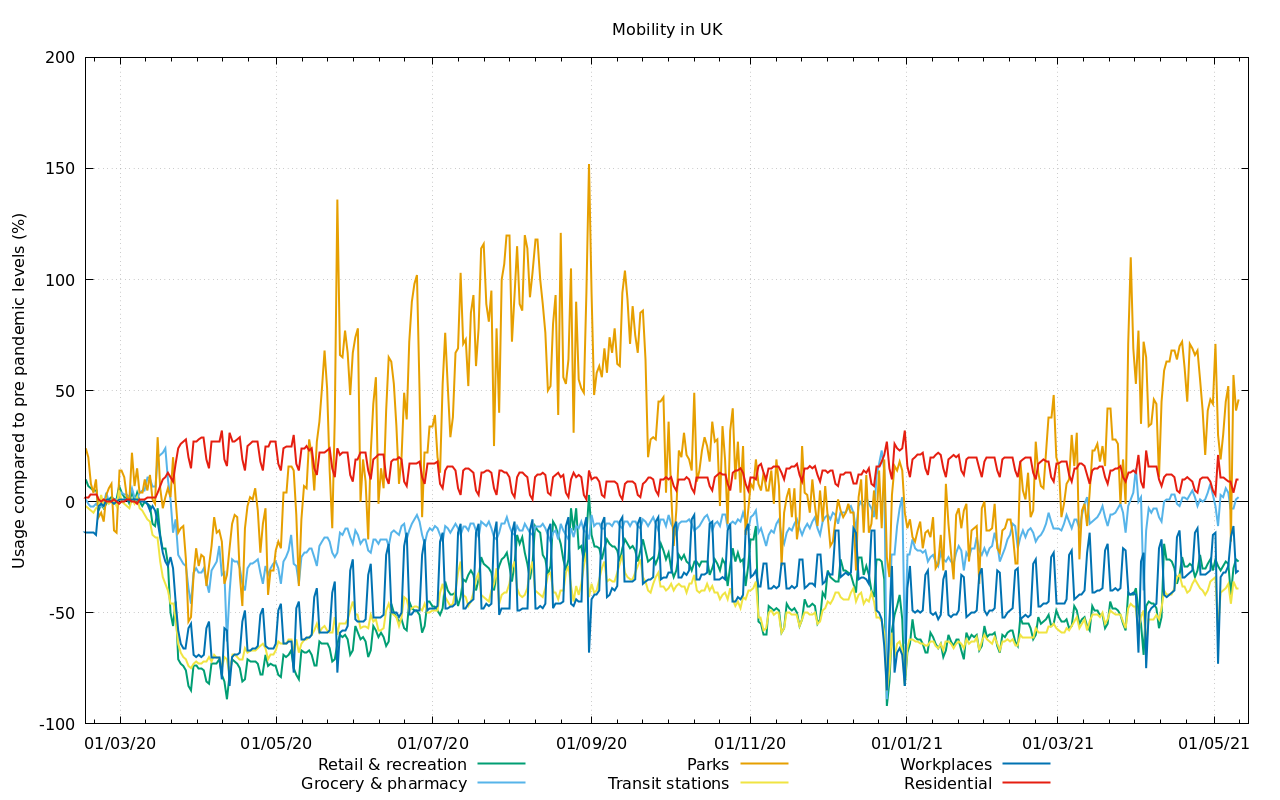 Mobility in UK
Usage compared to pre pandemic levels (%)
200
150
100
50
0
-50
-100
01/03/20 01/05/20 01/07/20 01/09/20 01/11/20 01/01/21 01/03/21 01/05/21
Retail & recreation Parks Workplaces
Grocery & pharmacy Transit stations Residential